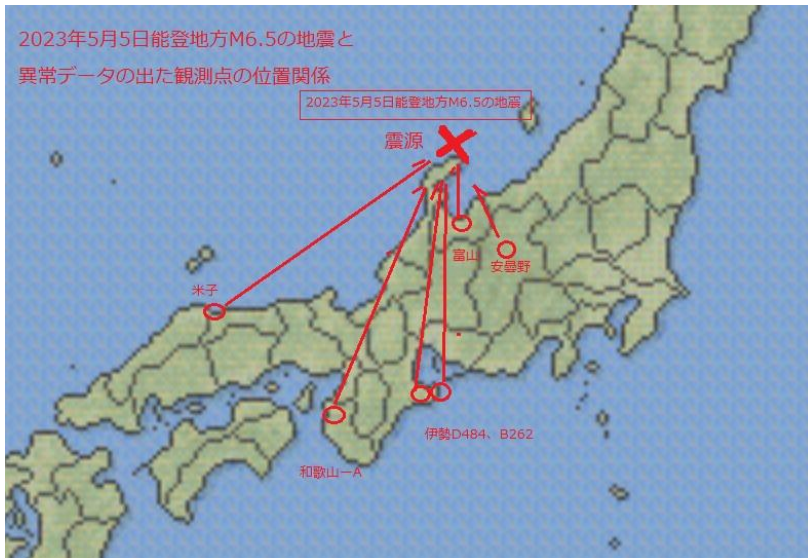 2023年5月5日能登地方M6.5の地震と
異常データの出た観測点の位置関係
2023年5月5日能登地方M6.5の地震
震源
富山
安曇野
米子
伊勢D484、B262
和歌山ーA